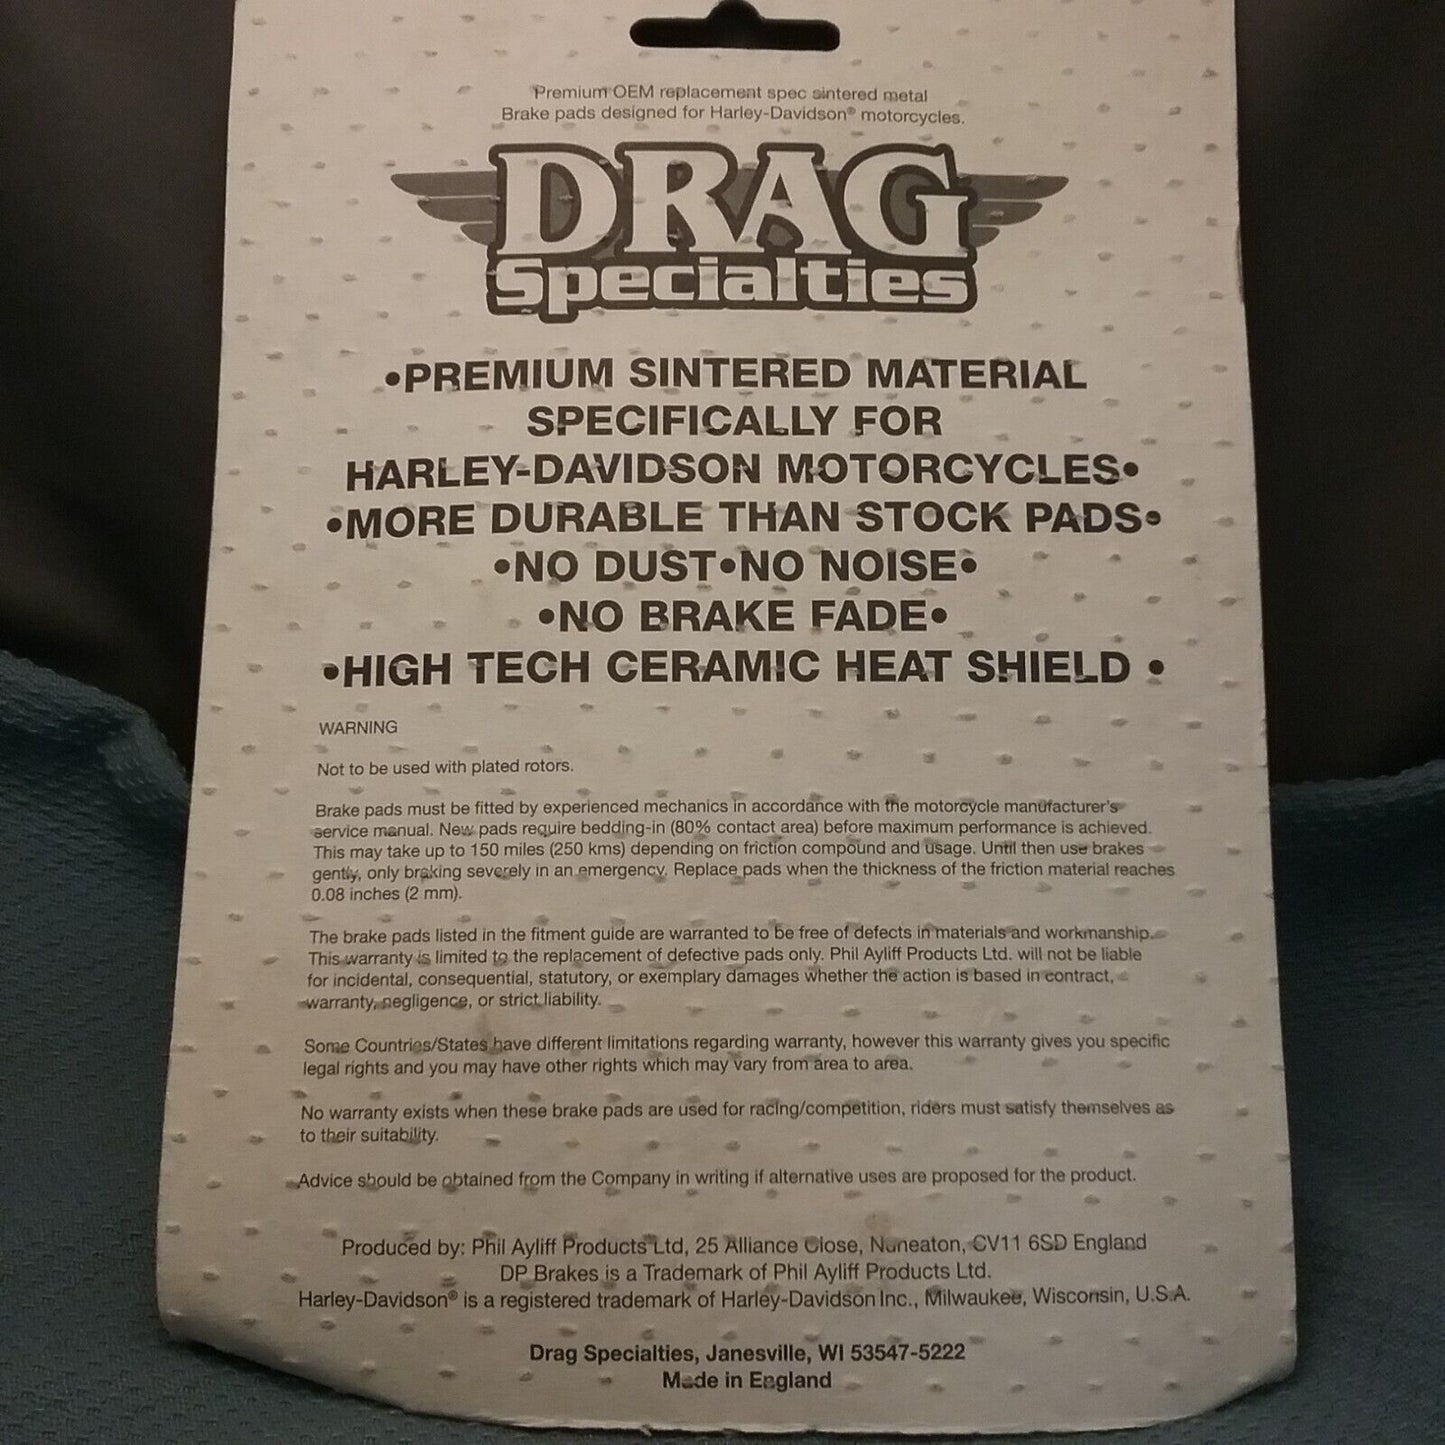 Premium OEM replacement spec sintered metal
Brake pads designed for Harley-Davidson® motorcycles.
DRAG
Specialties
•PREMIUM SINTERED MATERIAL
SPECIFICALLY FOR
HARLEY-DAVIDSON MOTORCYCLES•
•MORE DURABLE THAN STOCK PADS•
•NO DUST•NO NOISE•
•NO BRAKE FADE•
•HIGH TECH CERAMIC HEAT SHIELD •
WARNING
Not to be used with plated rotors.
Brake pads must be fitted by experienced mechanics in accordance with the motorcycle manufacturer's
service manual. New pads require bedding-in (80% contact area) before maximum performance is achieved.
This may take up to 150 miles (250 kms) depending on friction compound and usage. Until then use brakes
gently, only braking severely in an emergency. Replace pads when the thickness of the friction material reaches
0.08 inches (2 mm).
The brake pads listed in the fitment guide are warranted to be free of defects in materials and workmanship.
This warranty is limited to the replacement of defective pads only. Phil Ayliff Products Ltd. will not be liable
for incidental, consequential, statutory, or exemplary damages whether the action is based in contract,
warranty, negligence, or strict liability.
Some Countries/States have different limitations regarding warranty, however this warranty gives you specific
legal rights and you may have other rights which may vary from area to area.
No warranty exists when these brake pads are used for racing/competition, riders must satisfy themselves as
to their suitability.
Advice should be obtained from the Company in writing if alternative uses are proposed for the product.
Produced by: Phil Ayliff Products Ltd, 25 Alliance Close, Nuneaton, CV11 6SD England
DP Brakes is a Trademark of Phil Ayliff Products Ltd.
Harley-Davidson® is a registered trademark of Harley-Davidson Inc., Milwaukee, Wisconsin, U.S.A.
Drag Specialties, Janesville, WI 53547-5222
Made in England